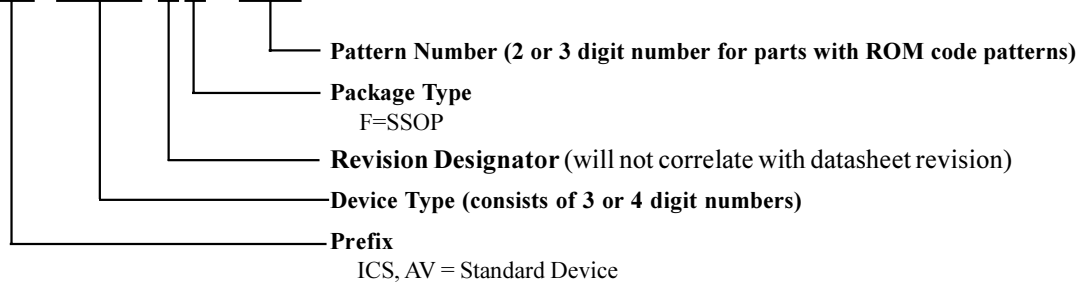 Pattern Number (2 or 3 digit number for parts with ROM code patterns)
Package Type
F=SSOP
Revision Designator (will not correlate with datasheet revision)
Device Type (consists of 3 or 4 digit numbers)
Prefix
ICS, AV = Standard Device